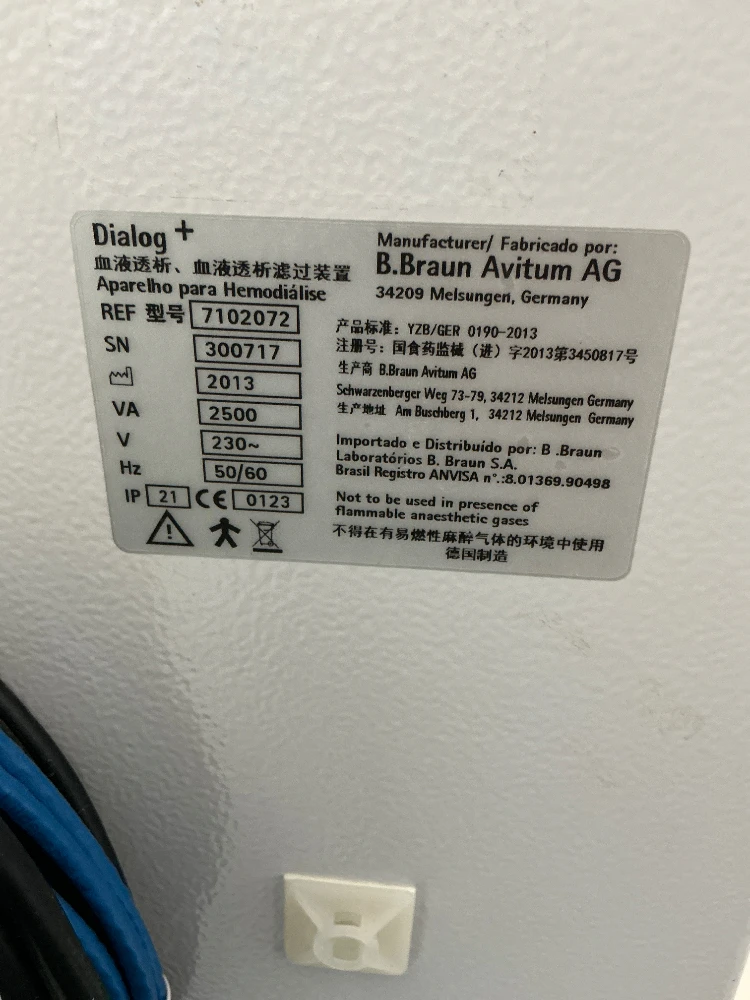 Dialog +
血液透析、血液透析滤过装置
Aparelho para Hemodiálise
REF 型号 7102072
SN 300717
2013
VA 2500
V 230~
Hz 50/60
IP 21 CE 0123
Manufacturer/ Fabricado por:
B.Braun Avitum AG
34209 Melsungen, Germany
产品标准: YZB/GER 0190-2013
注册号: 国食药监械（进）字2013第3450817号
生产商 B.Braun Avitum AG
Schwarzenberger Weg 73-79, 34212 Melsungen Germany
生产地址 Am Buschberg 1, 34212 Melsungen Germany
Importado e Distribuído por: B .Braun
Laboratórios B. Braun S.A.
Brasil Registro ANVISA n°.:8.01369.90498
Not to be used in presence of
flammable anaesthetic gases
不得在有易燃性麻醉气体的环境中使用
德国制造